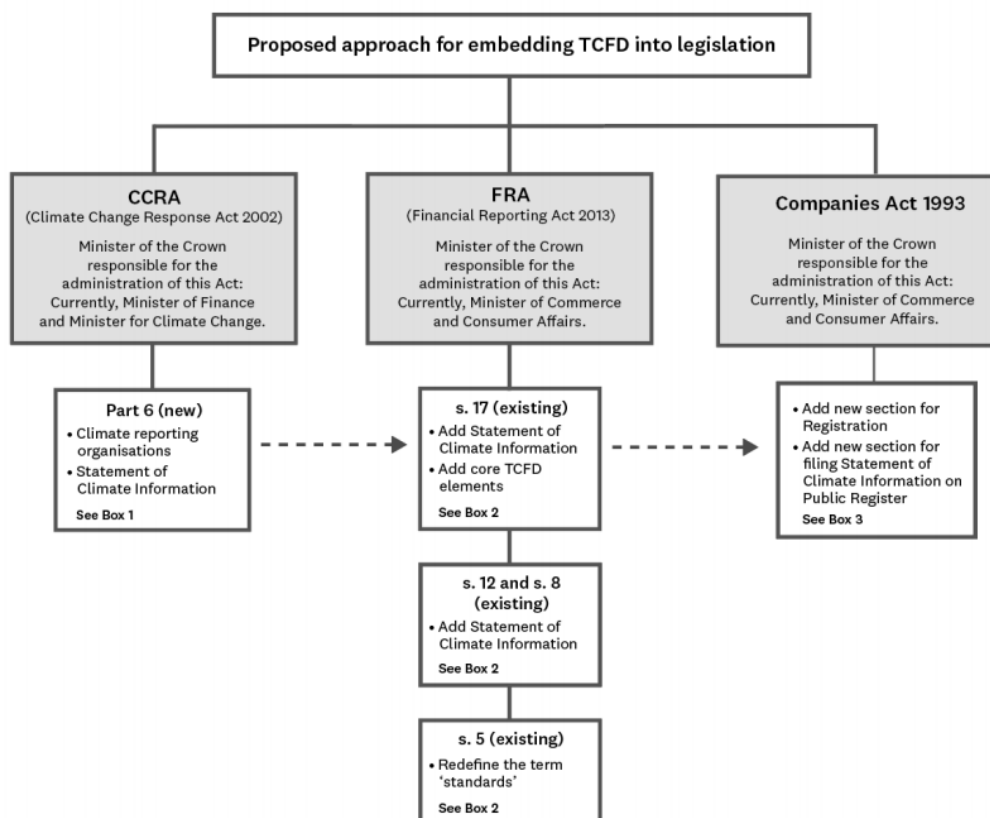 Proposed approach for embedding TCFD into legislation
CCRA
(Climate Change Response Act 2002)
Minister of the Crown
responsible for the
administration of this Act:
Currently, Minister of Finance
and Minister for Climate Change.
FRA
(Financial Reporting Act 2013)
Minister of the Crown
responsible for the
administration of this Act:
Currently, Minister of Commerce
and Consumer Affairs.
Companies Act 1993
Minister of the Crown
responsible for the
administration of this Act:
Currently, Minister of Commerce
and Consumer Affairs.
Part 6 (new)
• Climate reporting
organisations
• Statement of
Climate Information
See Box 1
s. 17 (existing)
• Add Statement of
Climate Information
• Add core TCFD
elements
See Box 2
• Add new section for
Registration
• Add new section for
filing Statement of
Climate Information on
Public Register
See Box 3
s. 12 and s. 8
(existing)
• Add Statement of
Climate Information
See Box 2
s. 5 (existing)
• Redefine the term
‘standards’
See Box 2